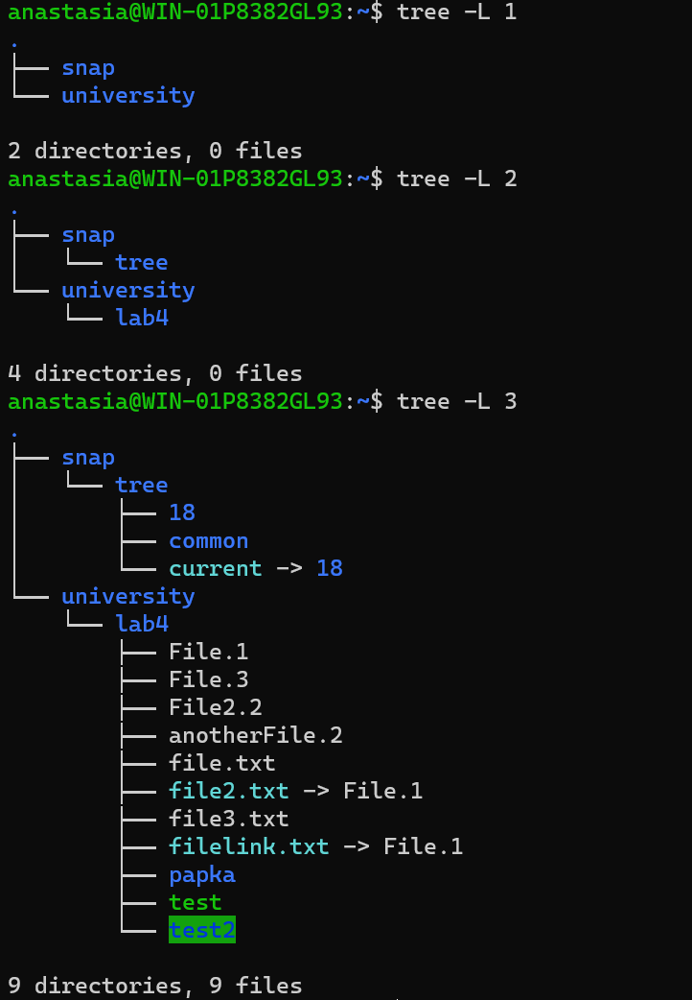 anastasia@WIN-01P8382GL93:~$ tree -L 1
.
├── snap
└── university
2 directories, 0 files
anastasia@WIN-01P8382GL93:~$ tree -L 2
.
├── snap
│   └── tree
└── university
    └── lab4
4 directories, 0 files
anastasia@WIN-01P8382GL93:~$ tree -L 3
.
├── snap
│   └── tree
│       ├── 18
│       ├── common
│       └── current -> 18
└── university
    └── lab4
        ├── File.1
        ├── File.3
        ├── File2.2
        ├── anotherFile.2
        ├── file.txt
        ├── file2.txt -> File.1
        ├── file3.txt
        ├── filelink.txt -> File.1
        ├── papka
        ├── test
        └── test2
9 directories, 9 files